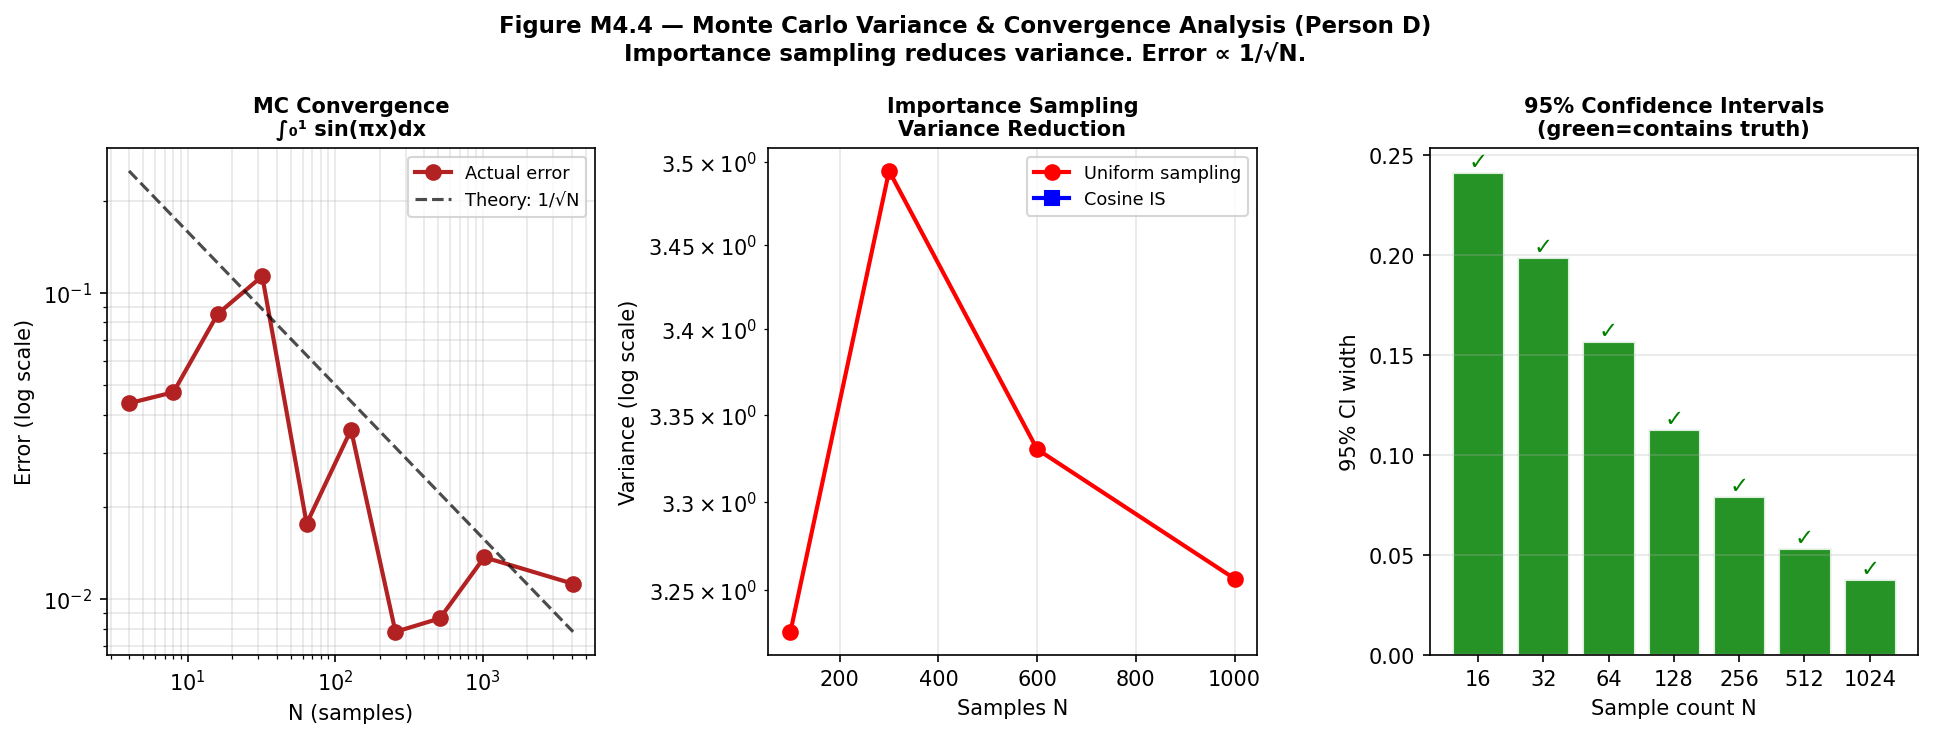 Figure M4.4 — Monte Carlo Variance & Convergence Analysis (Person D)
Importance sampling reduces variance. Error ∝ 1/√N.
MC Convergence
∫₀¹ sin(πx)dx
Error (log scale)
10⁻¹
10⁻²
Actual error
Theory: 1/√N
10¹ 10² 10³
N (samples)
Importance Sampling
Variance Reduction
Variance (log scale)
3.5 × 10⁰
3.45 × 10⁰
3.4 × 10⁰
3.35 × 10⁰
3.3 × 10⁰
3.25 × 10⁰
Uniform sampling
Cosine IS
200 400 600 800 1000
Samples N
95% Confidence Intervals
(green=contains truth)
95% CI width
0.25
0.20
0.15
0.10
0.05
0.00
✓ ✓ ✓ ✓ ✓ ✓ ✓
16 32 64 128 256 512 1024
Sample count N